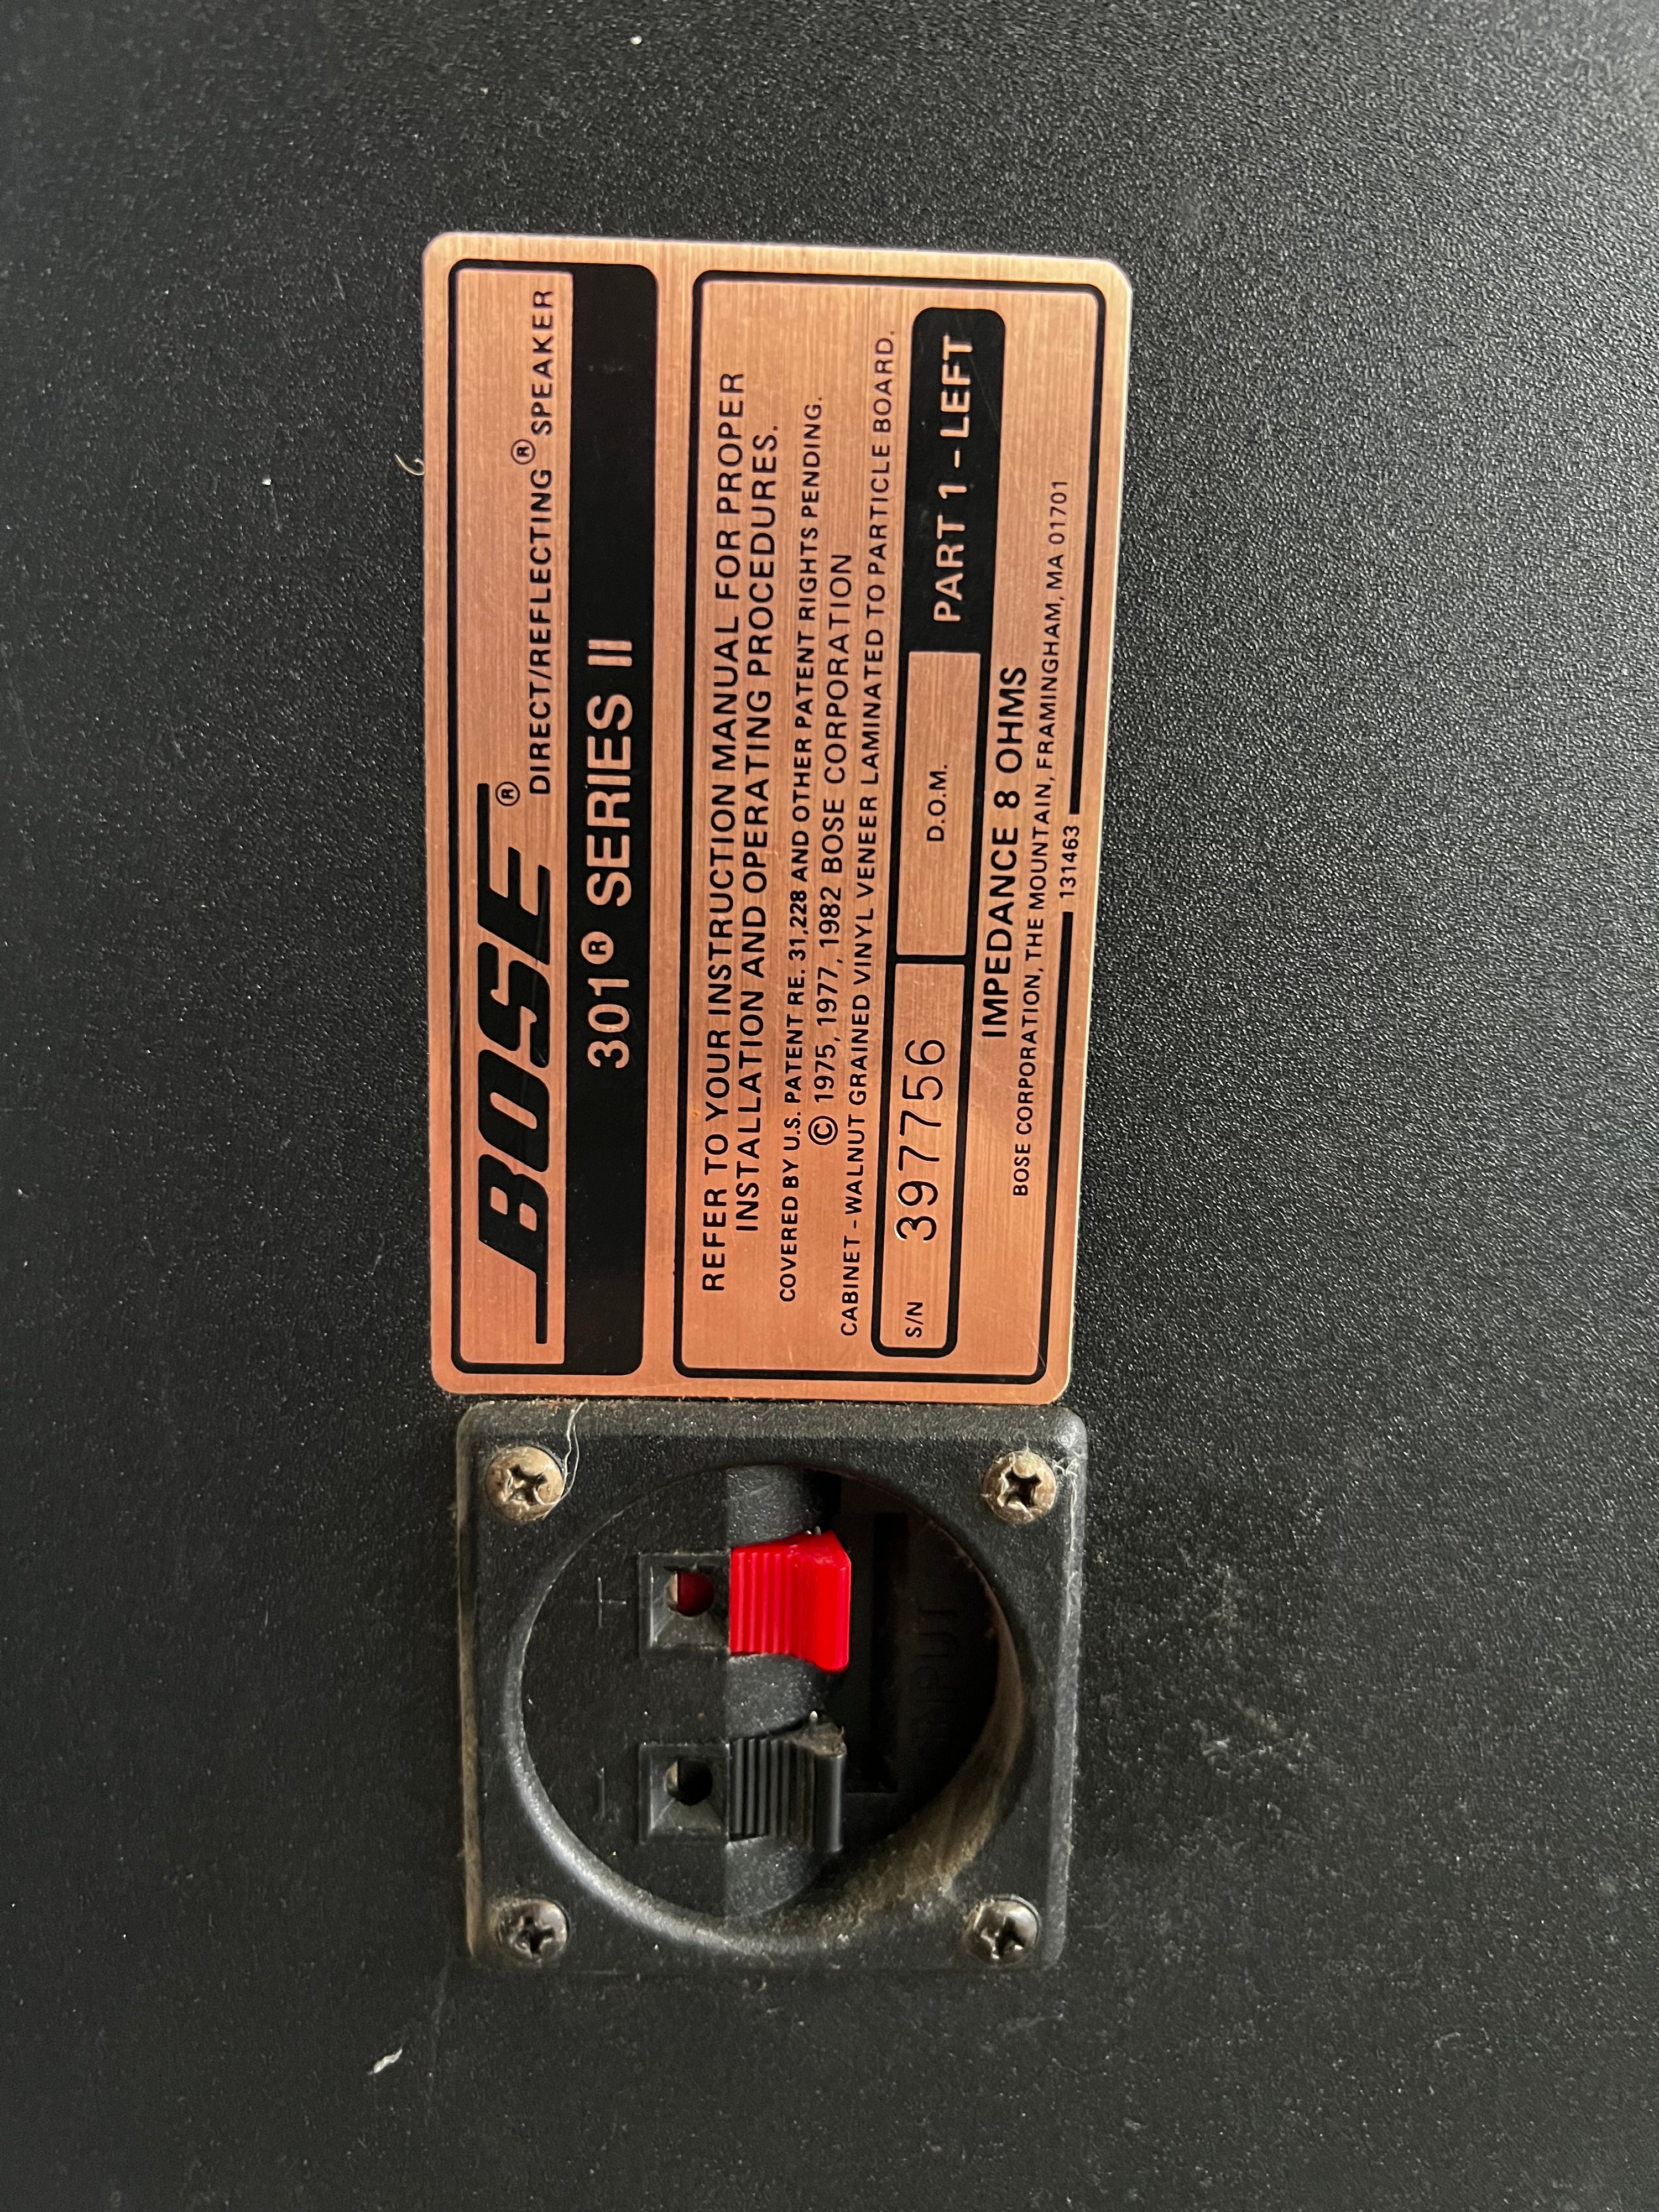 BOSE® DIRECT/REFLECTING® SPEAKER
301® SERIES II
REFER TO YOUR INSTRUCTION MANUAL FOR PROPER
INSTALLATION AND OPERATING PROCEDURES.
COVERED BY U.S. PATENT RE. 31,228 AND OTHER PATENT RIGHTS PENDING.
© 1975, 1977, 1982 BOSE CORPORATION
CABINET - WALNUT GRAINED VINYL VENEER LAMINATED TO PARTICLE BOARD.
S/N 397756 D.O.M. PART 1 - LEFT
IMPEDANCE 8 OHMS
BOSE CORPORATION, THE MOUNTAIN, FRAMINGHAM, MA 01701
131463
- +
INPUT